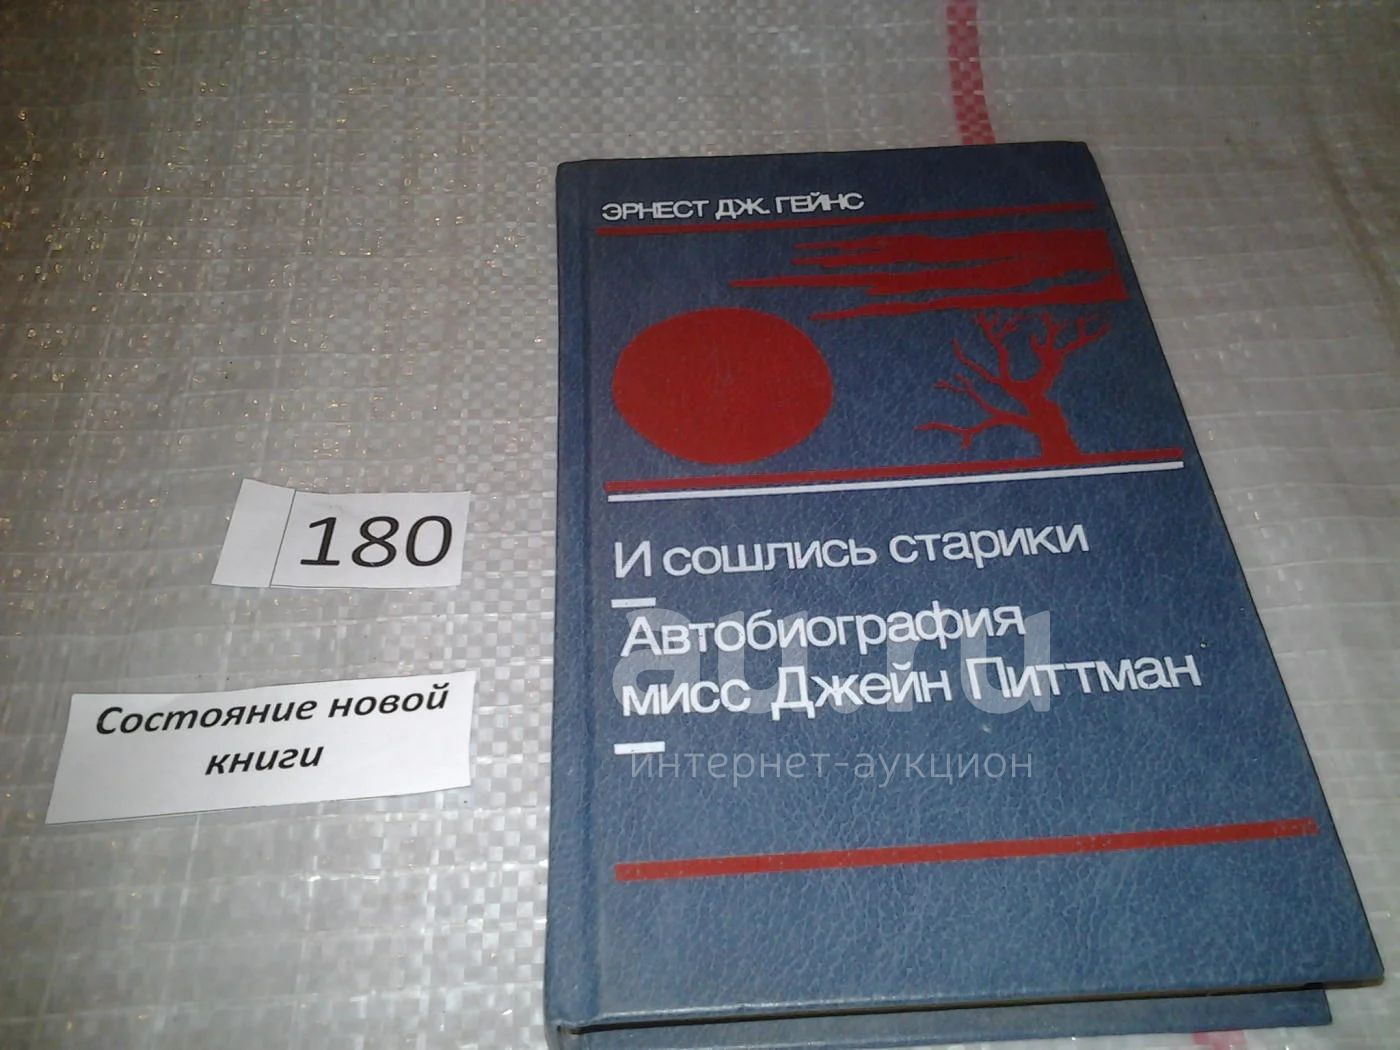 ЭРНЕСТ ДЖ. ГЕЙНС
И сошлись старики
Автобиография
мисс Джейн Питтман
180
Состояние новой
книги
au.ru
интернет-аукцион